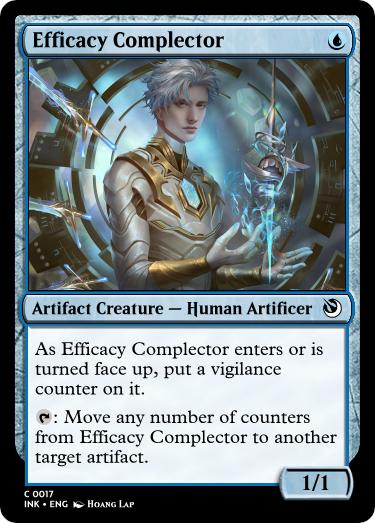 Efficacy Complector
Artifact Creature — Human Artificer
As Efficacy Complector enters or is
turned face up, put a vigilance
counter on it.
: Move any number of counters
from Efficacy Complector to another
target artifact.
1/1
C 0017
INK • ENG Hoang Lap